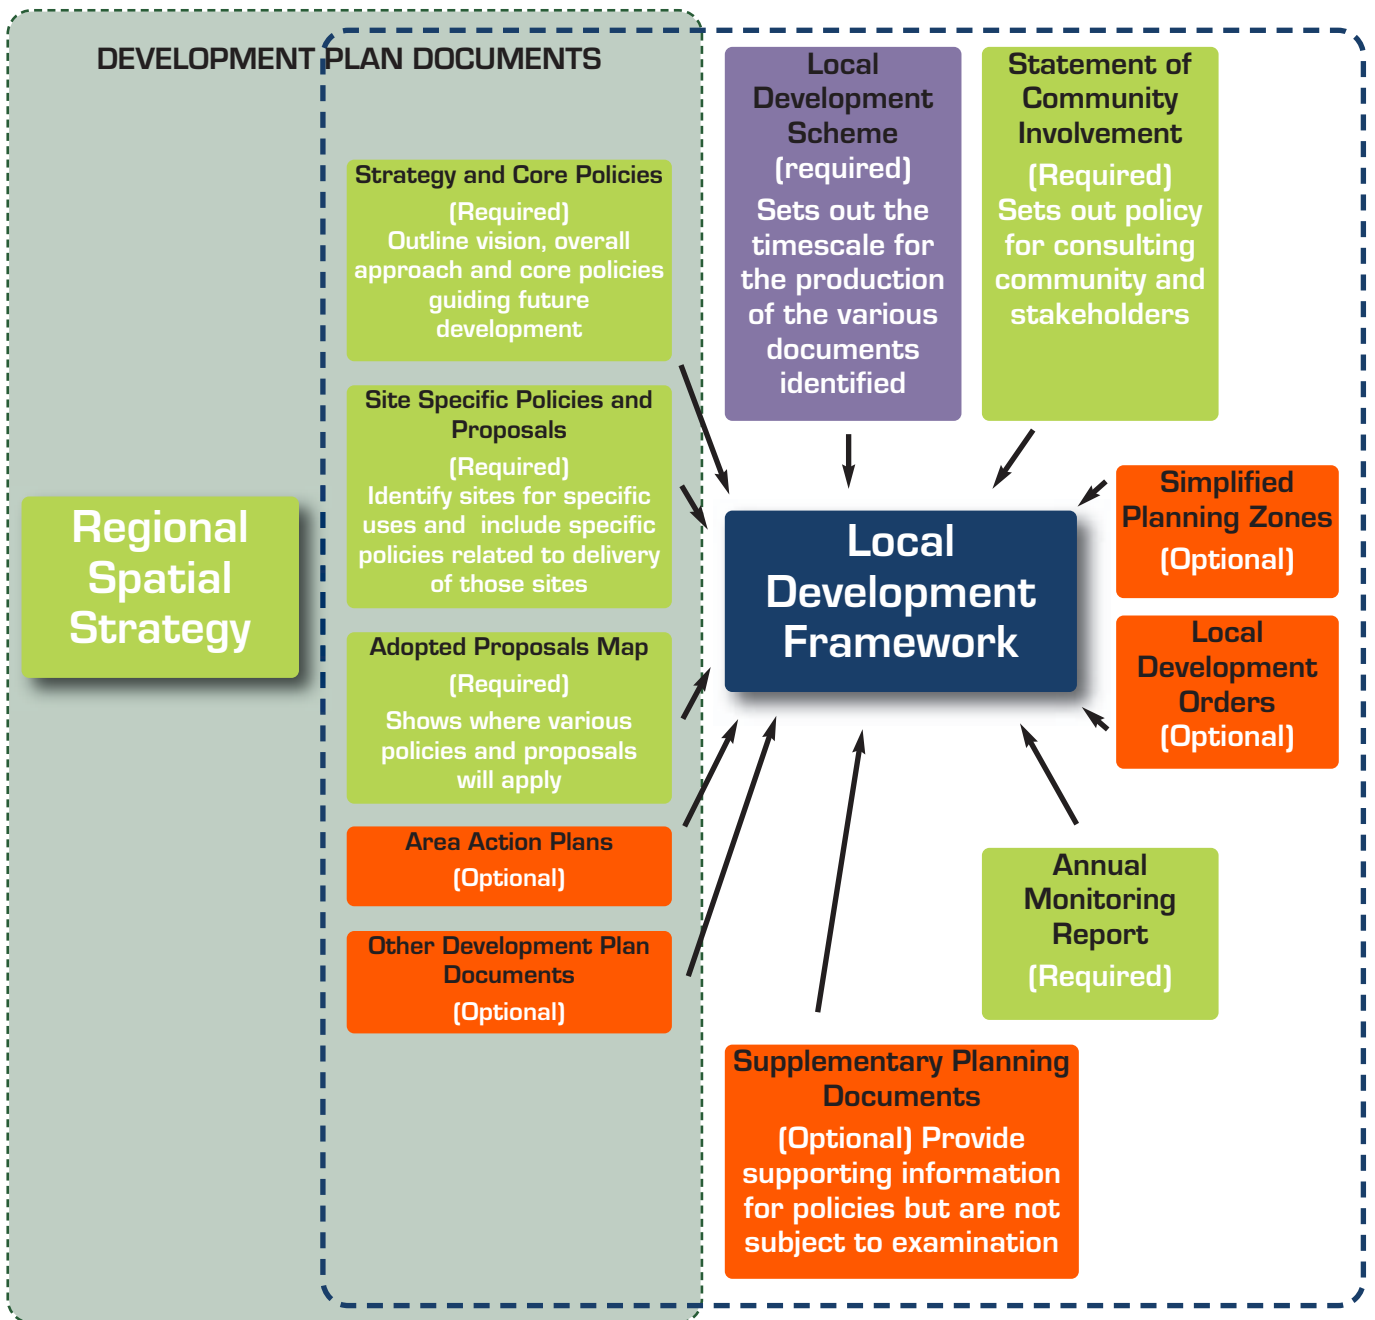 DEVELOPMENT PLAN DOCUMENTS
Regional
Spatial
Strategy
Strategy and Core Policies
(Required)
Outline vision, overall
approach and core policies
guiding future
development
Site Specific Policies and
Proposals
(Required)
Identify sites for specific
uses and include specific
policies related to delivery
of those sites
Adopted Proposals Map
(Required)
Shows where various
policies and proposals
will apply
Area Action Plans
(Optional)
Other Development Plan
Documents
(Optional)
Local
Development
Scheme
(required)
Sets out the
timescale for
the production
of the various
documents
identified
Statement of
Community
Involvement
(Required)
Sets out policy
for consulting
community and
stakeholders
Local
Development
Framework
Simplified
Planning Zones
(Optional)
Local
Development
Orders
(Optional)
Annual
Monitoring
Report
(Required)
Supplementary Planning
Documents
(Optional) Provide
supporting information
for policies but are not
subject to examination